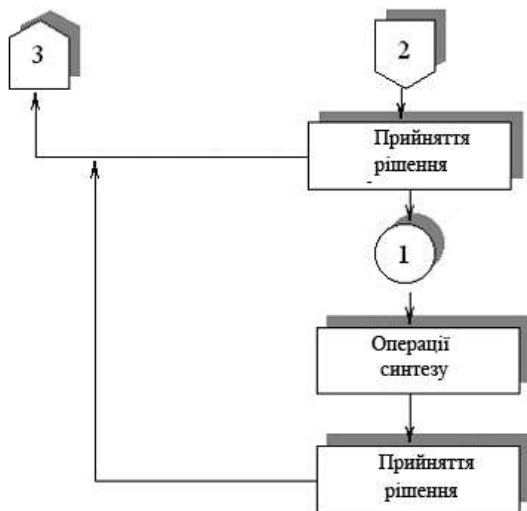 3
2
Прийняття
рішення
1
Операції
синтезу
Прийняття
рішення